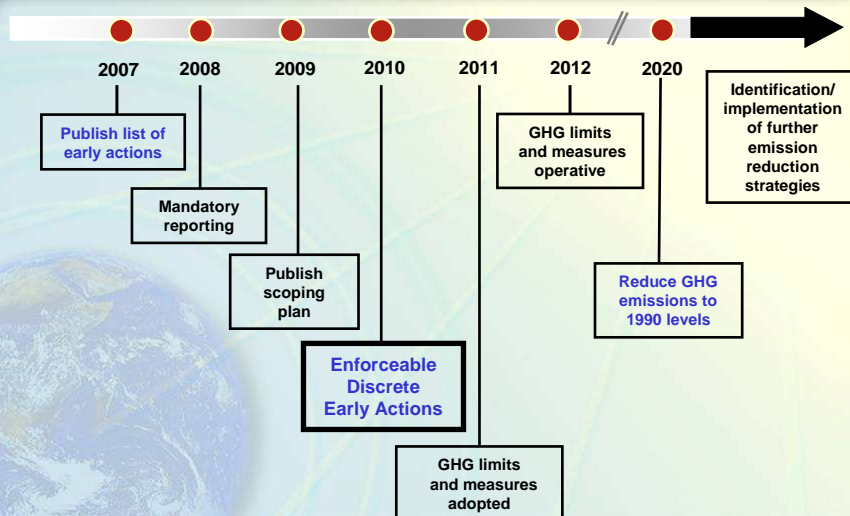 2007 2008 2009 2010 2011 2012 2020
Publish list of
early actions
Mandatory
reporting
Publish
scoping
plan
Enforceable
Discrete
Early Actions
GHG limits
and measures
adopted
GHG limits
and measures
operative
Reduce GHG
emissions to
1990 levels
Identification/
implementation
of further
emission
reduction
strategies